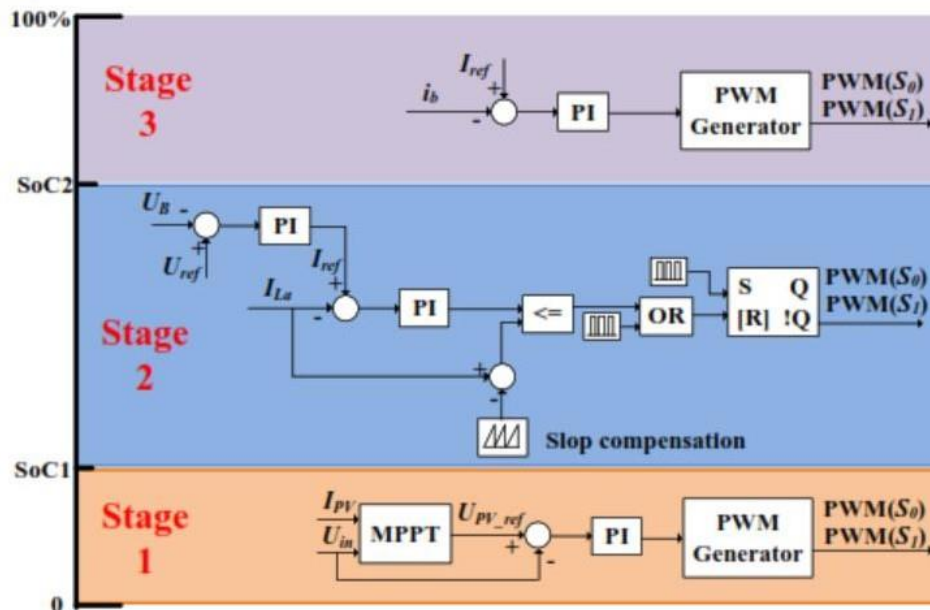 100%
Stage
3
I_ref
+
i_b
-
PI
PWM
Generator
PWM(S_0)
PWM(S_1)
SoC2
U_B
-
PI
+
U_ref
I_ref
+
I_La
-
PI
<=
OR
S Q
[R] !Q
PWM(S_0)
PWM(S_1)
Stage
2
+
-
Slop compensation
SoC1
Stage
1
I_PV
U_in
MPPT
U_PV_ref
+
-
PI
PWM
Generator
PWM(S_0)
PWM(S_1)
0